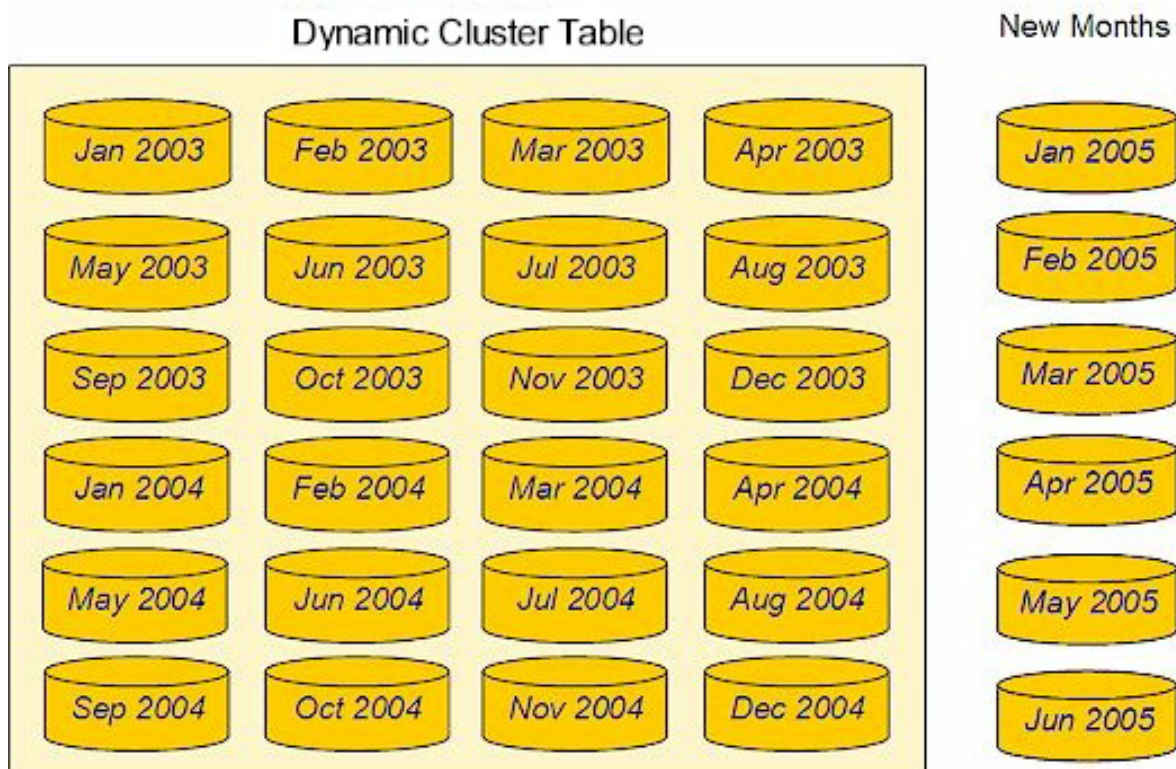 Dynamic Cluster Table
New Months
Jan 2003
Feb 2003
Mar 2003
Apr 2003
Jan 2005
May 2003
Jun 2003
Jul 2003
Aug 2003
Feb 2005
Sep 2003
Oct 2003
Nov 2003
Dec 2003
Mar 2005
Jan 2004
Feb 2004
Mar 2004
Apr 2004
Apr 2005
May 2004
Jun 2004
Jul 2004
Aug 2004
May 2005
Sep 2004
Oct 2004
Nov 2004
Dec 2004
Jun 2005